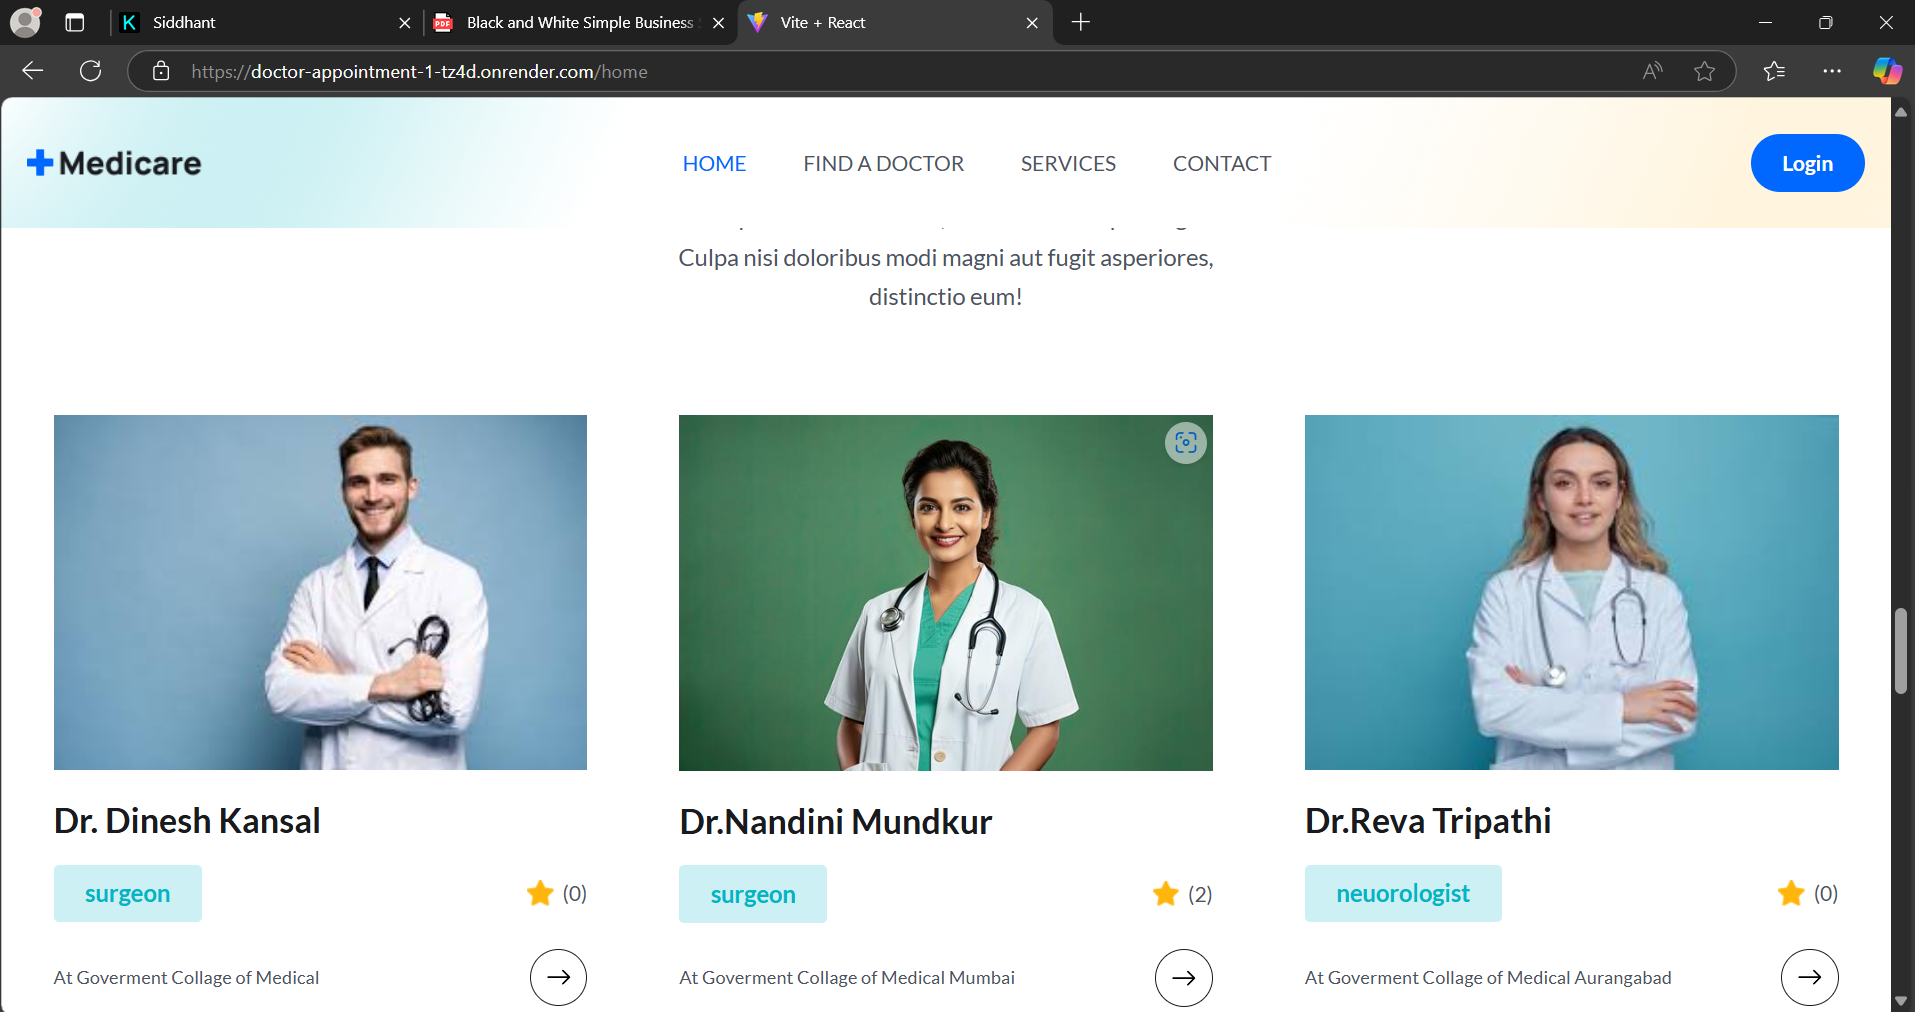 Siddhant
PDF
Black and White Simple Business
Vite + React
https://doctor-appointment-1-tz4d.onrender.com/home
Medicare
HOME
FIND A DOCTOR
SERVICES
CONTACT
Login
Culpa nisi doloribus modi magni aut fugit asperiores,
distinctio eum!
Dr. Dinesh Kansal
surgeon
(0)
At Goverment Collage of Medical
Dr.Nandini Mundkur
surgeon
(2)
At Goverment Collage of Medical Mumbai
Dr.Reva Tripathi
neuorologist
(0)
At Goverment Collage of Medical Aurangabad